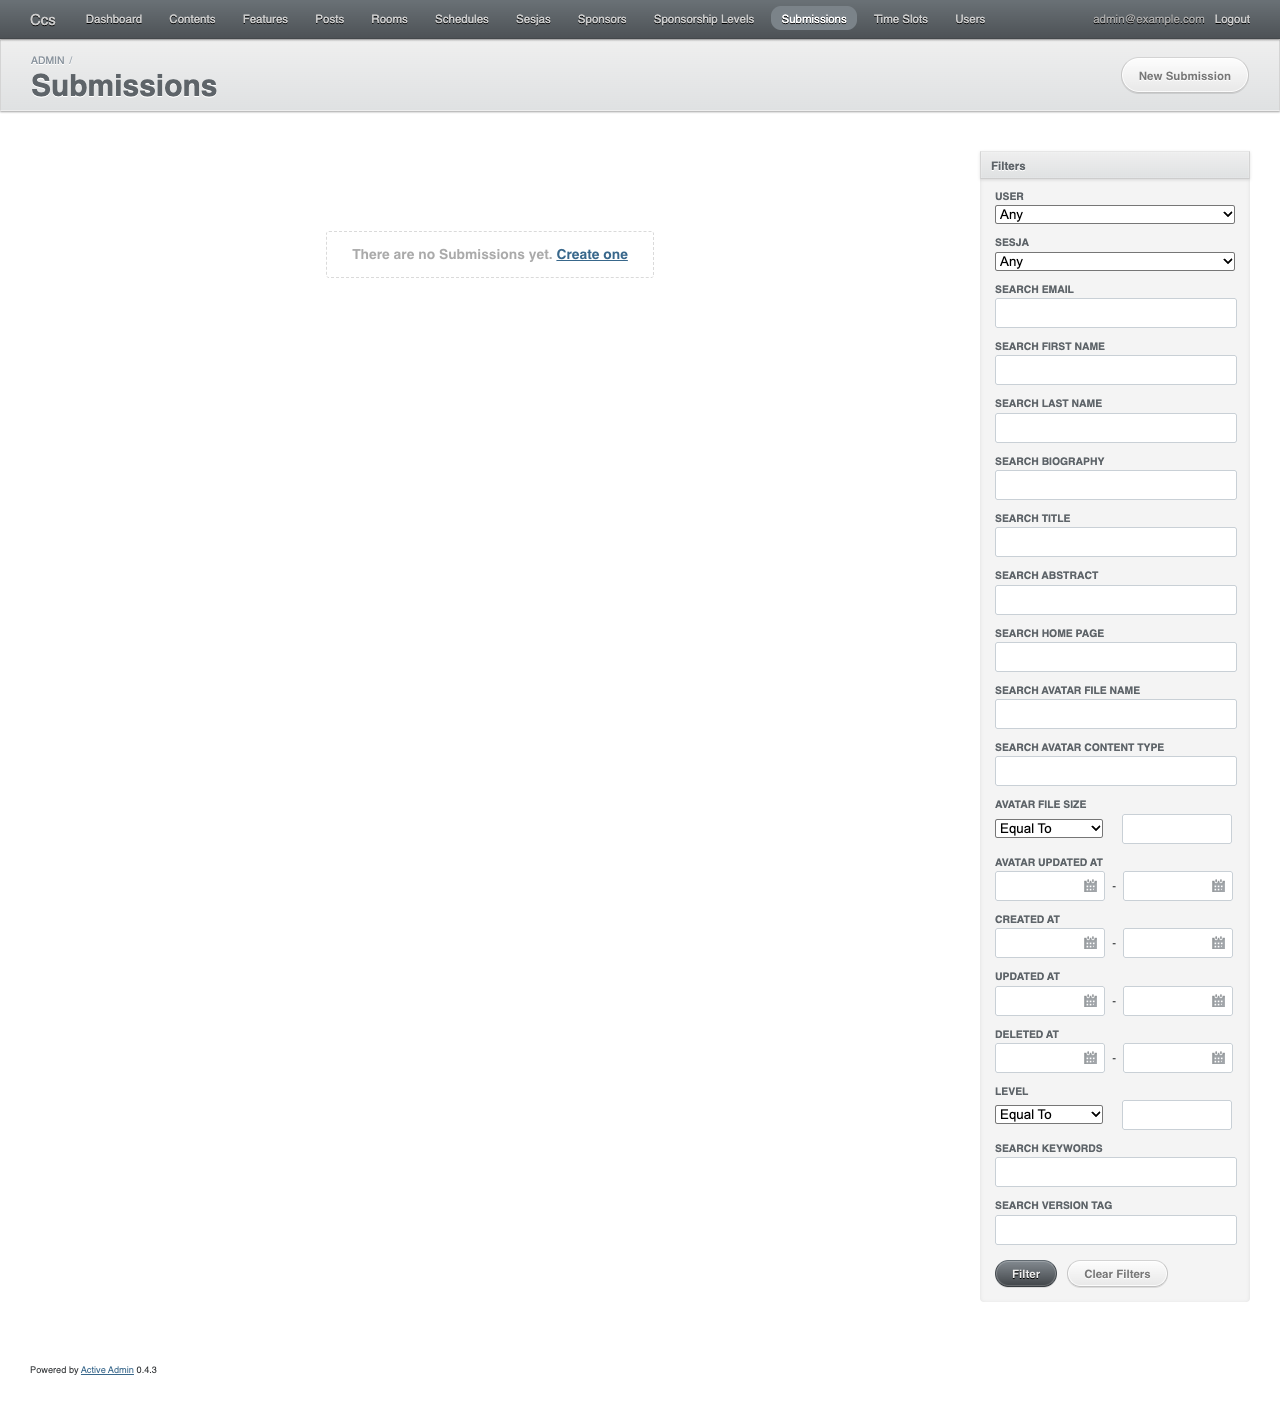 Ccs Dashboard Contents Features Posts Rooms Schedules Sesjas Sponsors Sponsorship Levels Submissions Time Slots Users admin@example.com Logout
ADMIN /
Submissions
New Submission
Filters
USER
Any
There are no Submissions yet. Create one
SESJA
Any
SEARCH EMAIL
SEARCH FIRST NAME
SEARCH LAST NAME
SEARCH BIOGRAPHY
SEARCH TITLE
SEARCH ABSTRACT
SEARCH HOME PAGE
SEARCH AVATAR FILE NAME
SEARCH AVATAR CONTENT TYPE
AVATAR FILE SIZE
Equal To
AVATAR UPDATED AT
-
CREATED AT
-
UPDATED AT
-
DELETED AT
-
LEVEL
Equal To
SEARCH KEYWORDS
SEARCH VERSION TAG
Filter Clear Filters
Powered by Active Admin 0.4.3